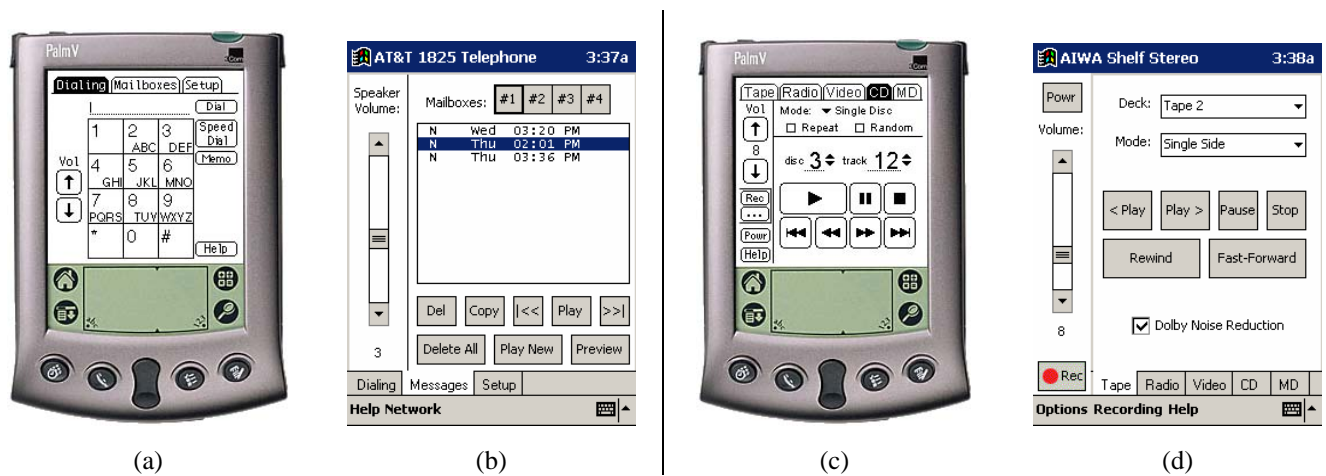 PalmV
3Com
Dialing Mailboxes Setup
Dial
1 2 ABC 3 DEF
Speed Dial
Memo
Vol
4 GHI 5 JKL 6 MNO
7 PQRS 8 TUV 9 WXYZ
* 0 #
Help
(a)
AT&T 1825 Telephone 3:37a
Speaker Volume:
Mailboxes: #1 #2 #3 #4
N Wed 03:20 PM
N Thu 02:01 PM
N Thu 03:36 PM
Del Copy |<< Play >>|
Delete All Play New Preview
3
Dialing Messages Setup
Help Network
(b)
PalmV
3Com
Tape Radio Video CD MD
Vol
Mode: Single Disc
Repeat Random
8
disc 3 track 12
Rec
...
Powr
Help
(c)
AIWA Shelf Stereo 3:38a
Powr
Deck: Tape 2
Volume:
Mode: Single Side
< Play Play > Pause Stop
Rewind Fast-Forward
8
Dolby Noise Reduction
Rec
Tape Radio Video CD MD
Options Recording Help
(d)